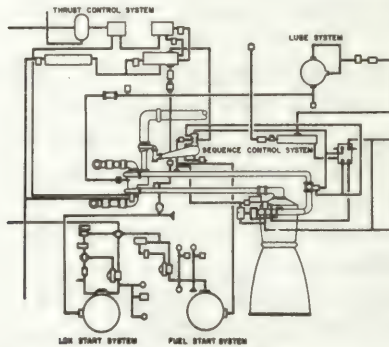 THRUST CONTROL SYSTEM
LUBE SYSTEM
SEQUENCE CONTROL SYSTEM
LOX START SYSTEM
FUEL START SYSTEM